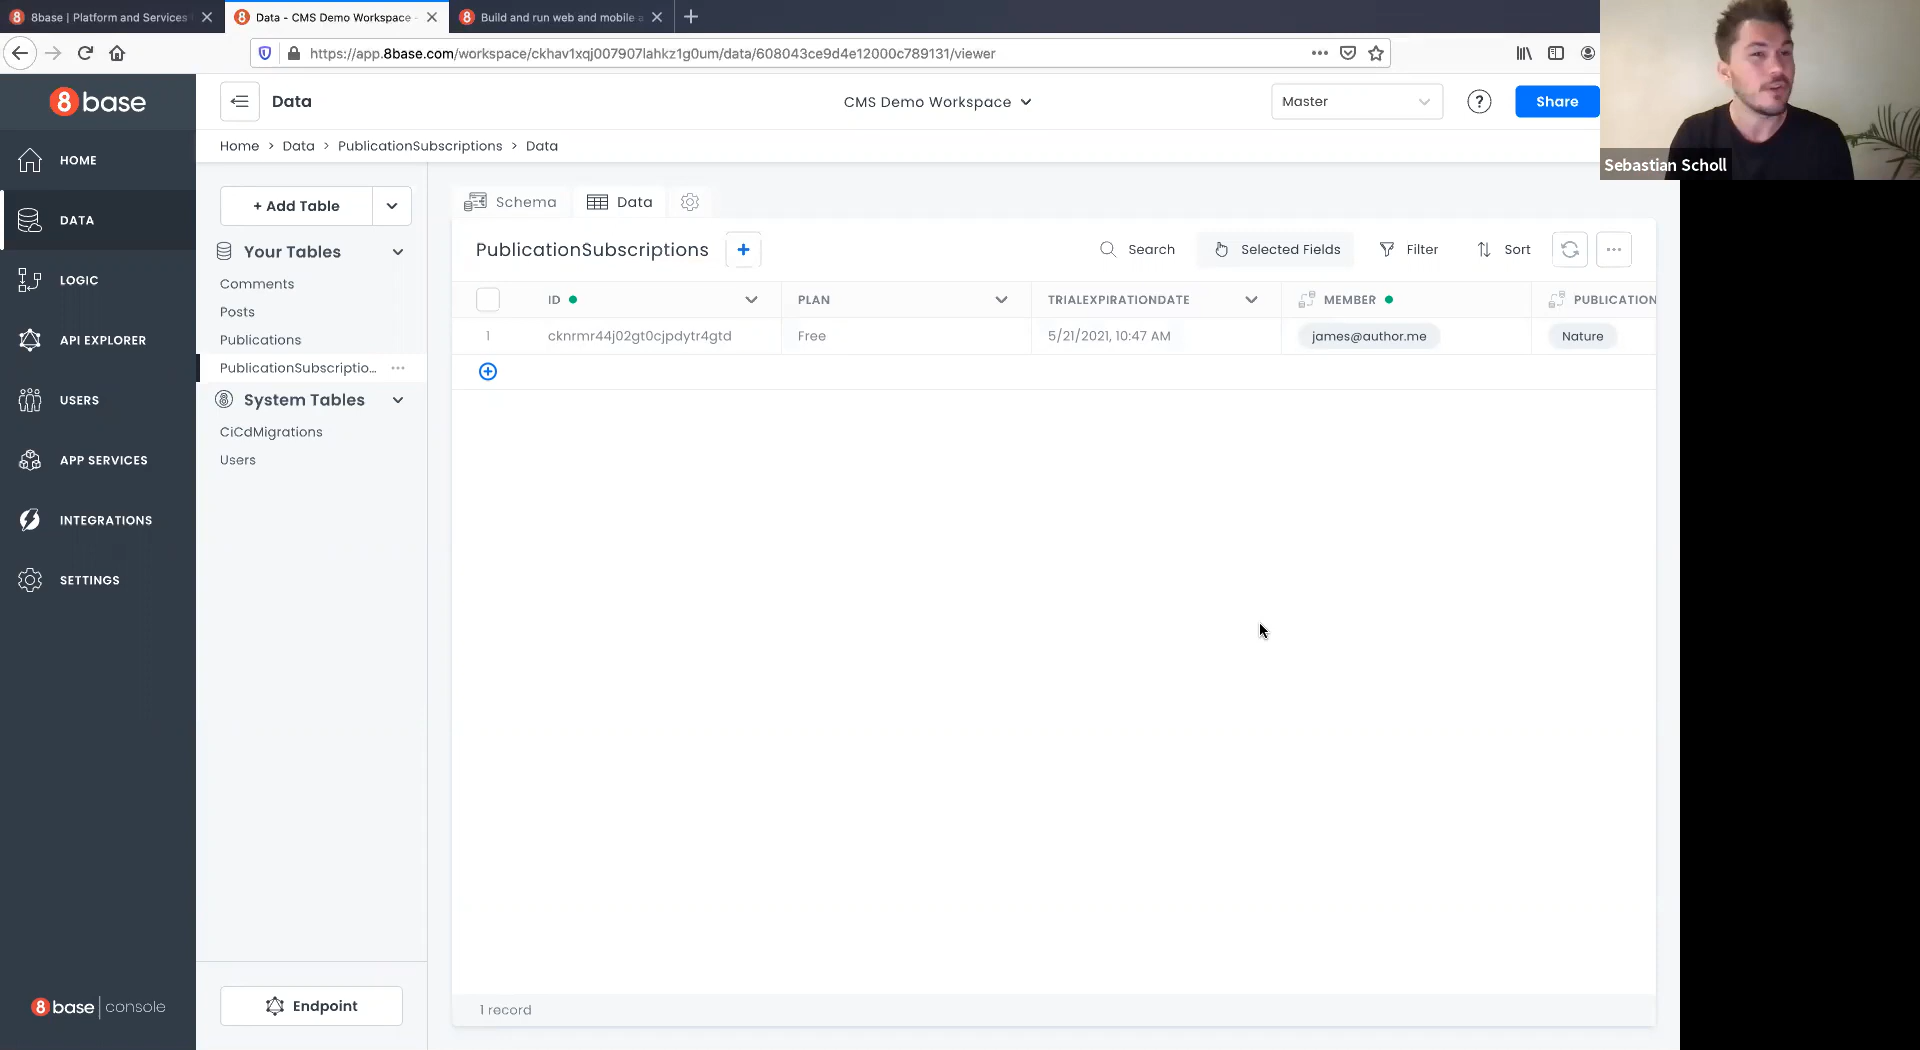 8base | Platform and Services
Data - CMS Demo Workspace -
Build and run web and mobile a
https://app.8base.com/workspace/ckhav1xqj007907lahkz1g0um/data/608043ce9d4e12000c789131/viewer
8base
Data
CMS Demo Workspace
Master
?
Share
Sebastian Scholl
Home > Data > PublicationSubscriptions > Data
HOME
DATA
LOGIC
API EXPLORER
USERS
APP SERVICES
INTEGRATIONS
SETTINGS
8base | console
+ Add Table
Your Tables
Comments
Posts
Publications
PublicationSubscriptio...
System Tables
CiCdMigrations
Users
Endpoint
Schema
Data
PublicationSubscriptions
+
Search
Selected Fields
Filter
Sort
ID
PLAN
TRIALEXPIRATIONDATE
MEMBER
PUBLICATION
1
cknrmr44j02gt0cjpdytr4gtd
Free
5/21/2021, 10:47 AM
james@author.me
Nature
1 record